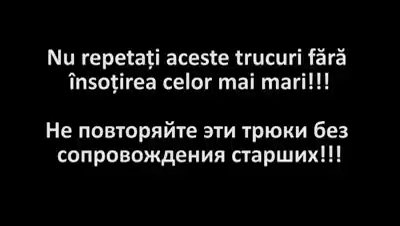 Nu repetați aceste trucuri fără
însoțirea celor mai mari!!!
Не повторяйте эти трюки без
сопровождения старших!!!